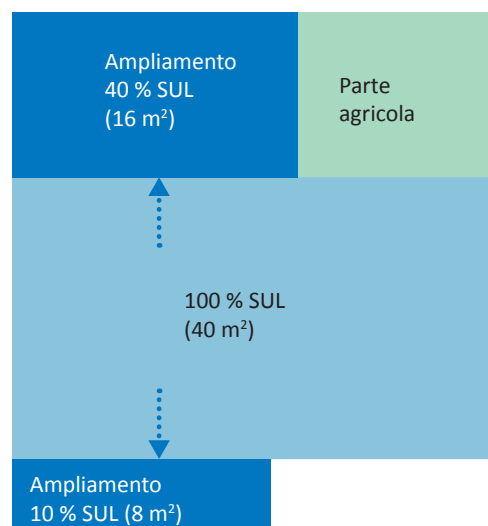 Ampliamento
40 % SUL
(16 m²)
Parte
agricola
100 % SUL
(40 m²)
Ampliamento
10 % SUL (8 m²)